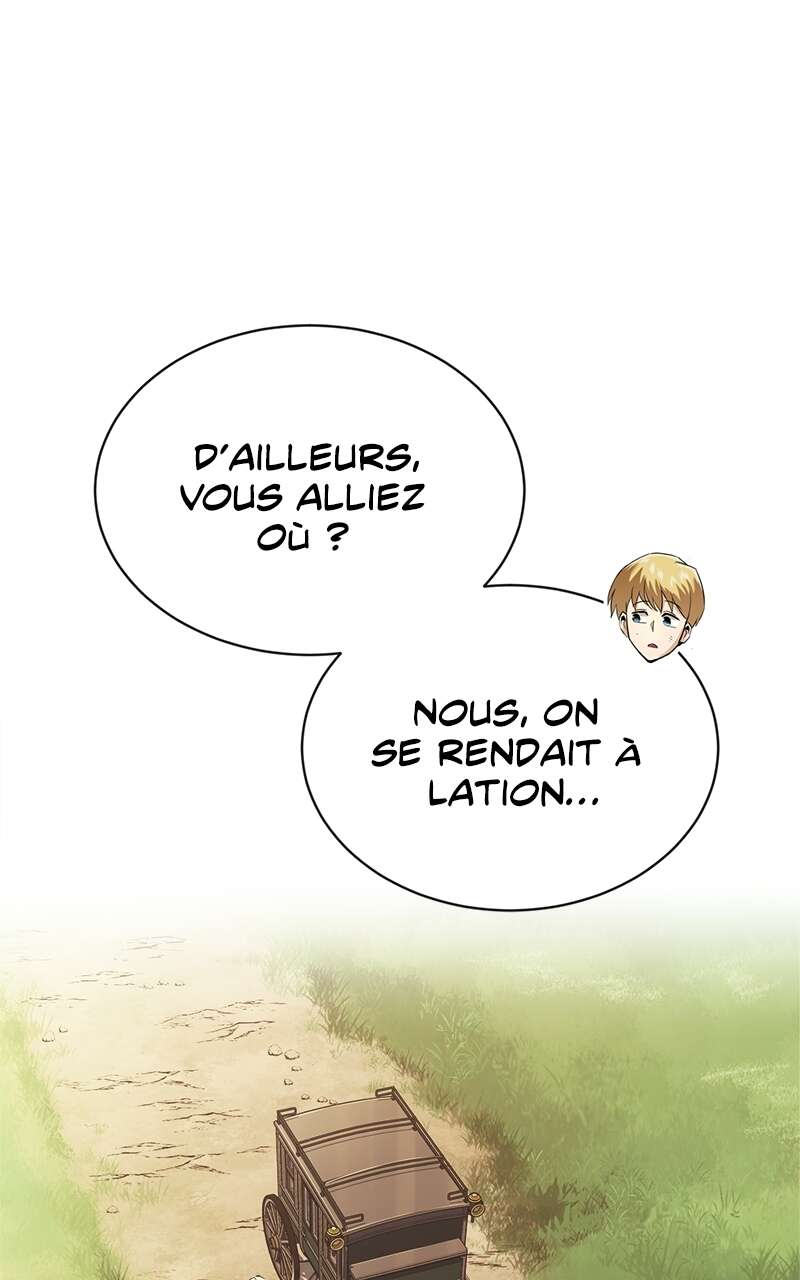 D'AILLEURS,
VOUS ALLIEZ
OÙ ?
NOUS, ON
SE RENDAIT À
LATION...